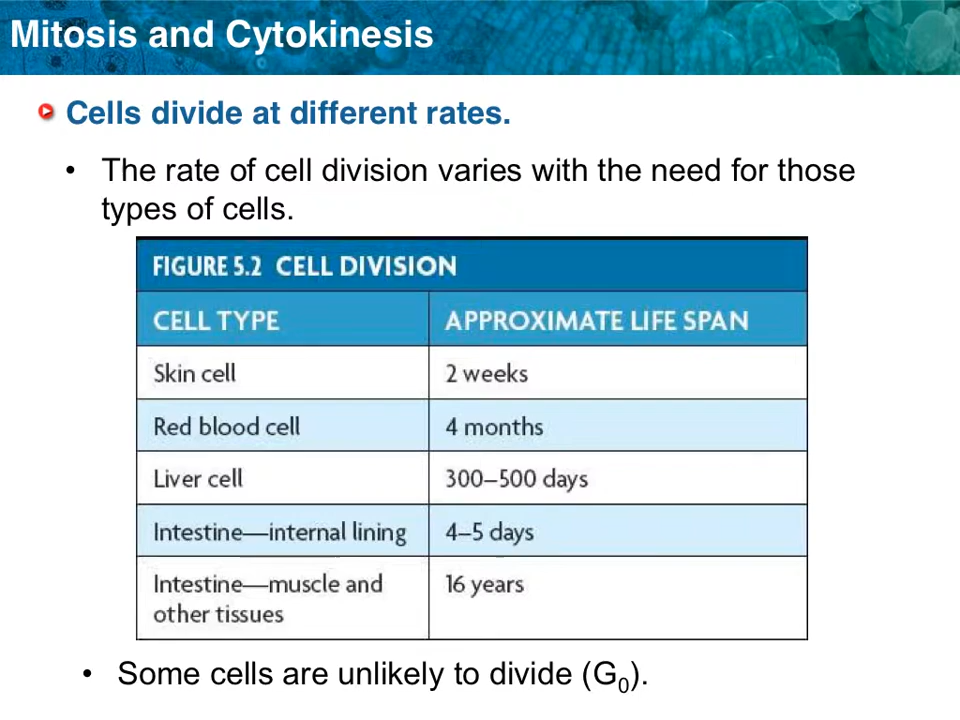 Mitosis and Cytokinesis
Cells divide at different rates.
• The rate of cell division varies with the need for those
types of cells.
FIGURE 5.2 CELL DIVISION
CELL TYPE APPROXIMATE LIFE SPAN
Skin cell 2 weeks
Red blood cell 4 months
Liver cell 300–500 days
Intestine—internal lining 4–5 days
Intestine—muscle and 16 years
other tissues
• Some cells are unlikely to divide (G₀).